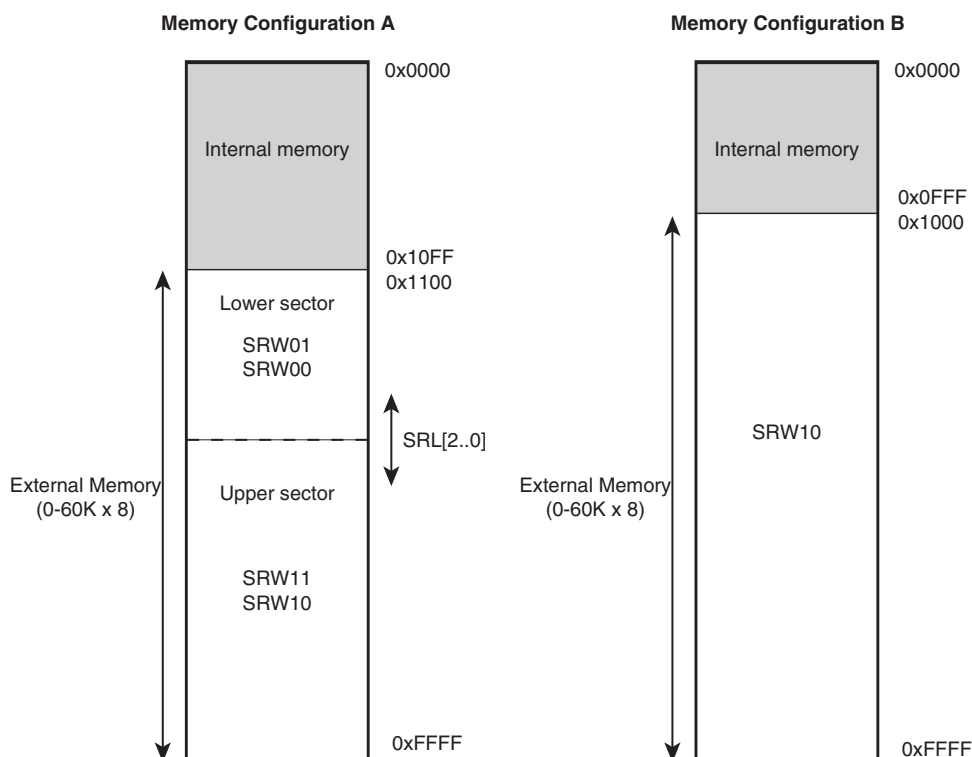 Memory Configuration A
0x0000
Internal memory
0x10FF
0x1100
Lower sector
SRW01
SRW00
SRL[2..0]
External Memory
(0-60K x 8)
Upper sector
SRW11
SRW10
0xFFFF
Memory Configuration B
0x0000
Internal memory
0x0FFF
0x1000
SRW10
External Memory
(0-60K x 8)
0xFFFF